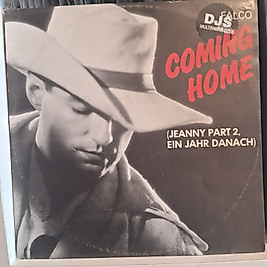 DJS
FALCO
COMING
HOME
(JEANNY PART 2,
EIN JAHR DANACH)